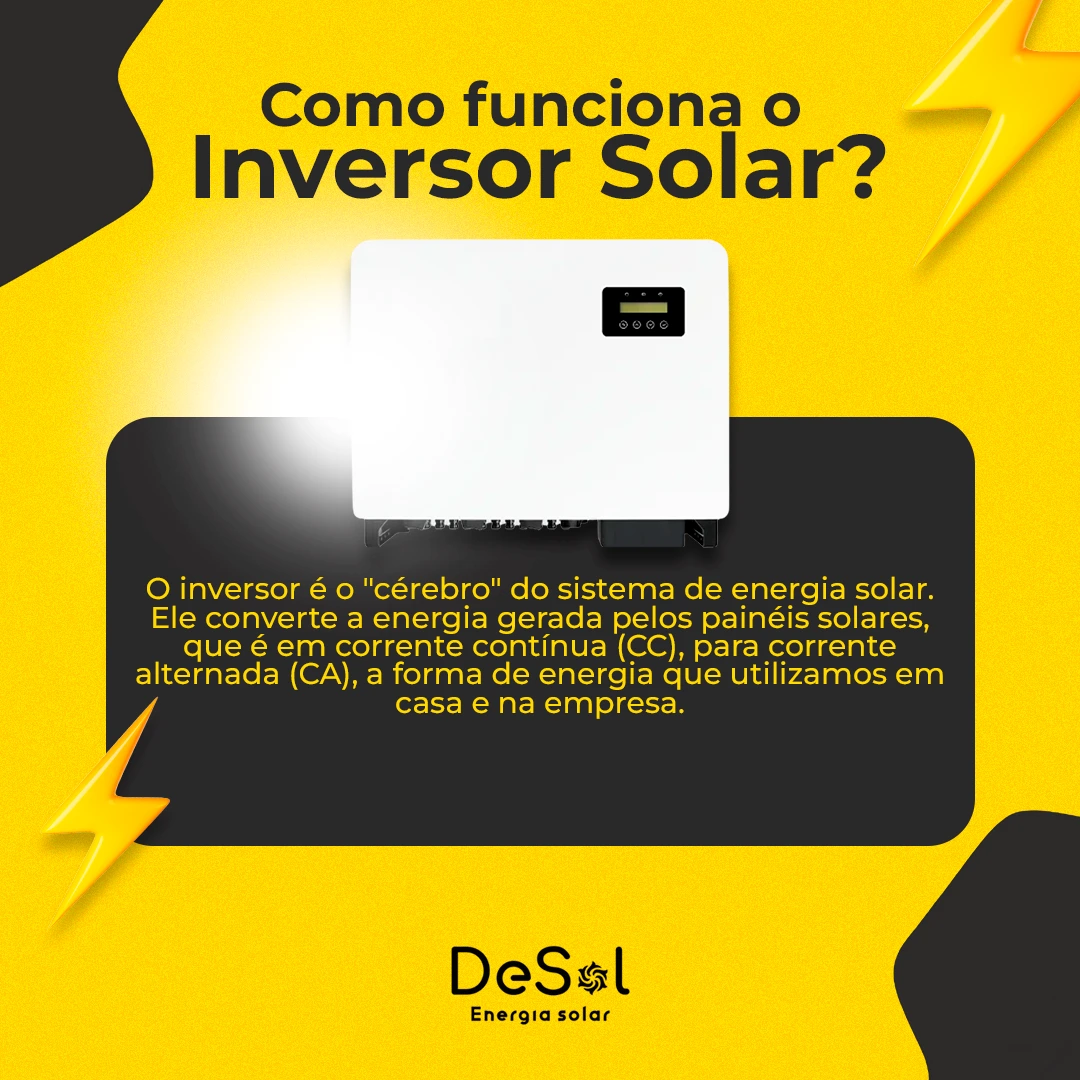 Como funciona o
Inversor Solar?
O inversor é o "cérebro" do sistema de energia solar.
Ele converte a energia gerada pelos painéis solares,
que é em corrente contínua (CC), para corrente
alternada (CA), a forma de energia que utilizamos em
casa e na empresa.
DeSol
Energia solar